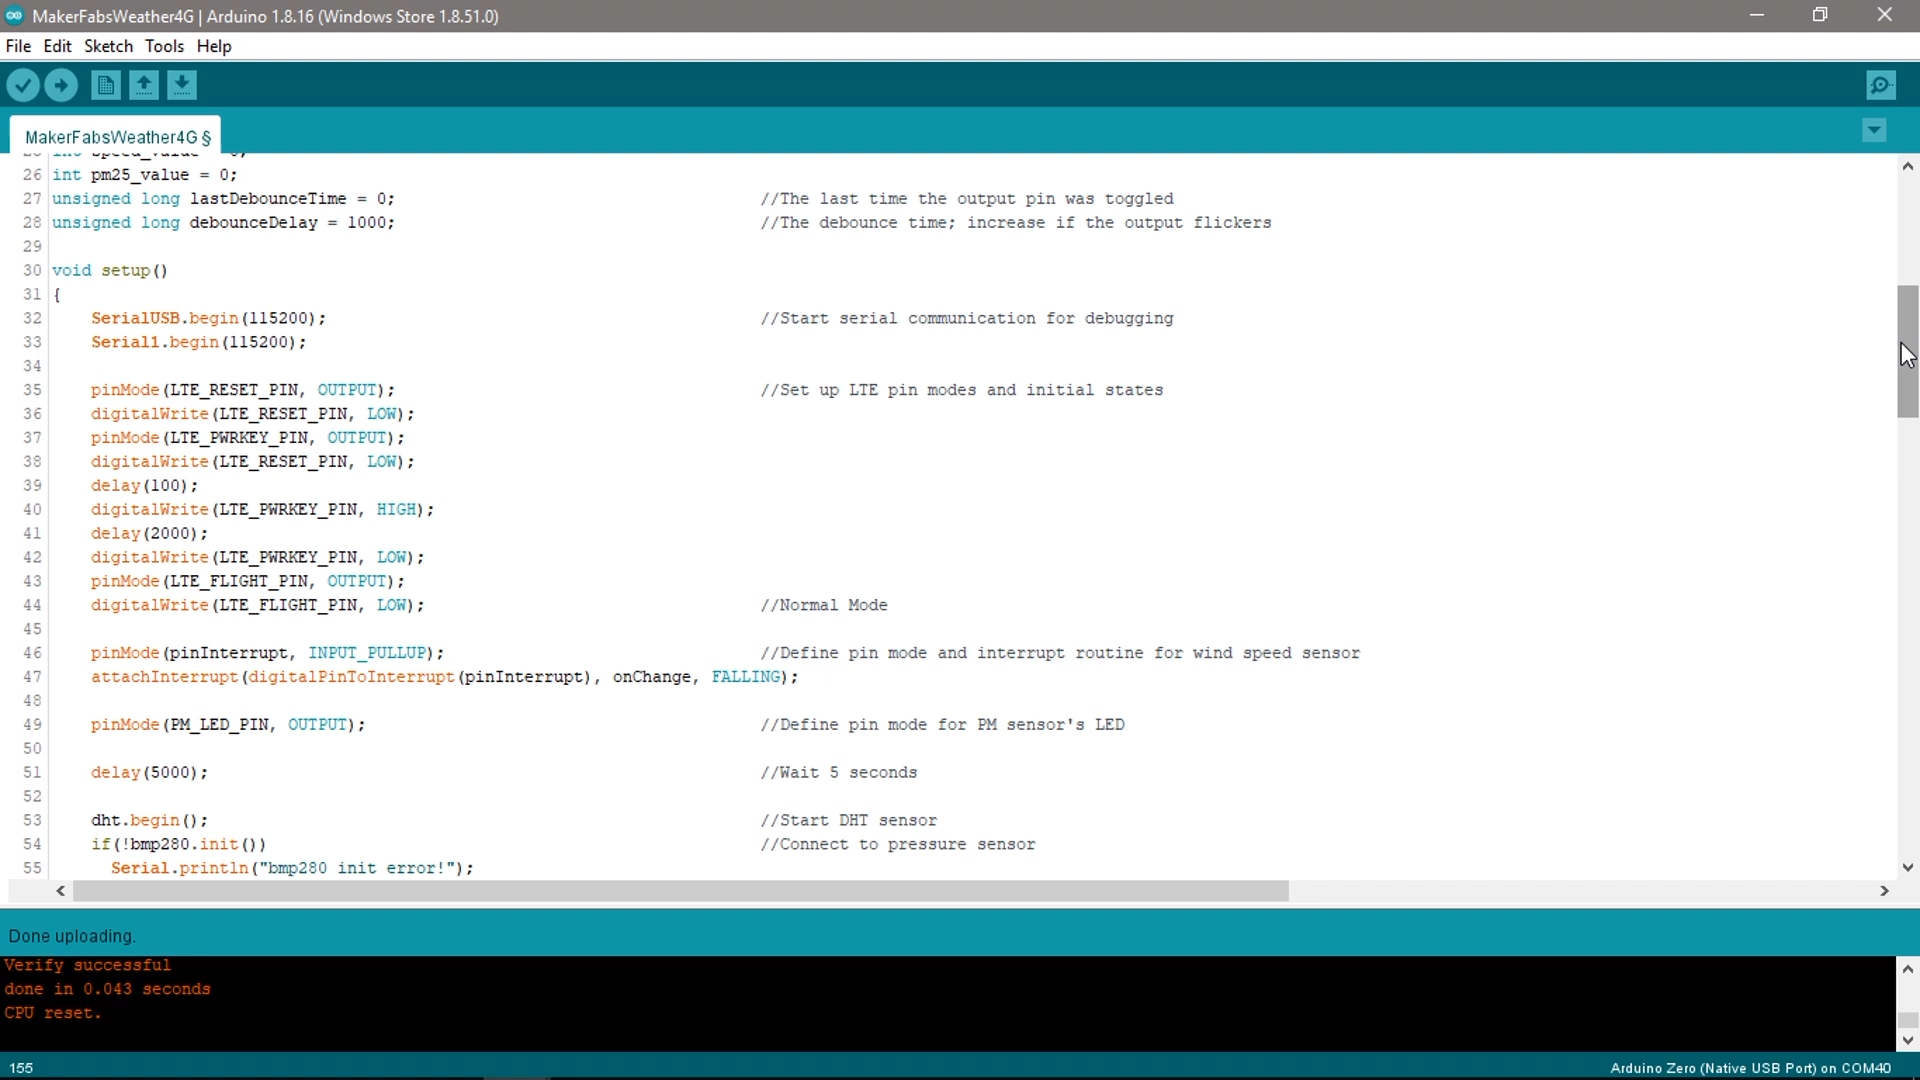 MakerFabsWeather4G | Arduino 1.8.16 (Windows Store 1.8.51.0)
File Edit Sketch Tools Help
MakerFabsWeather4G §
26 int pm25_value = 0;
27 unsigned long lastDebounceTime = 0; //The last time the output pin was toggled
28 unsigned long debounceDelay = 1000; //The debounce time; increase if the output flickers
29
30 void setup()
31 {
32 SerialUSB.begin(115200); //Start serial communication for debugging
33 Serial1.begin(115200);
34
35 pinMode(LTE_RESET_PIN, OUTPUT); //Set up LTE pin modes and initial states
36 digitalWrite(LTE_RESET_PIN, LOW);
37 pinMode(LTE_PWRKEY_PIN, OUTPUT);
38 digitalWrite(LTE_RESET_PIN, LOW);
39 delay(100);
40 digitalWrite(LTE_PWRKEY_PIN, HIGH);
41 delay(2000);
42 digitalWrite(LTE_PWRKEY_PIN, LOW);
43 pinMode(LTE_FLIGHT_PIN, OUTPUT);
44 digitalWrite(LTE_FLIGHT_PIN, LOW); //Normal Mode
45
46 pinMode(pinInterrupt, INPUT_PULLUP); //Define pin mode and interrupt routine for wind speed sensor
47 attachInterrupt(digitalPinToInterrupt(pinInterrupt), onChange, FALLING);
48
49 pinMode(PM_LED_PIN, OUTPUT); //Define pin mode for PM sensor's LED
50
51 delay(5000); //Wait 5 seconds
52
53 dht.begin(); //Start DHT sensor
54 if(!bmp280.init()) //Connect to pressure sensor
55 Serial.println("bmp280 init error!");
Done uploading.
Verify successful
done in 0.043 seconds
CPU reset.
155 Arduino Zero (Native USB Port) on COM40